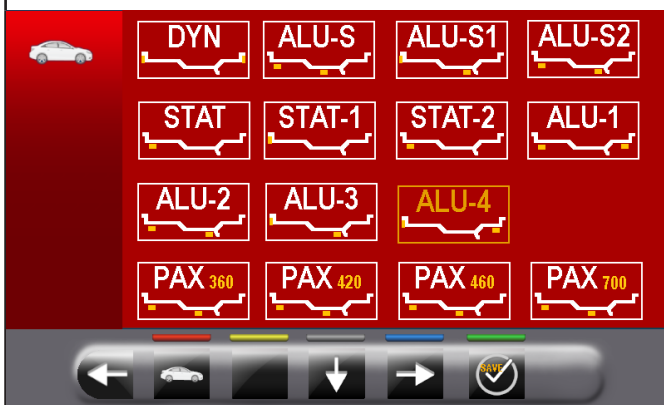 DYN ALU-S ALU-S1 ALU-S2
STAT STAT-1 STAT-2 ALU-1
ALU-2 ALU-3 ALU-4
PAX 360 PAX 420 PAX 460 PAX 700
SAVE